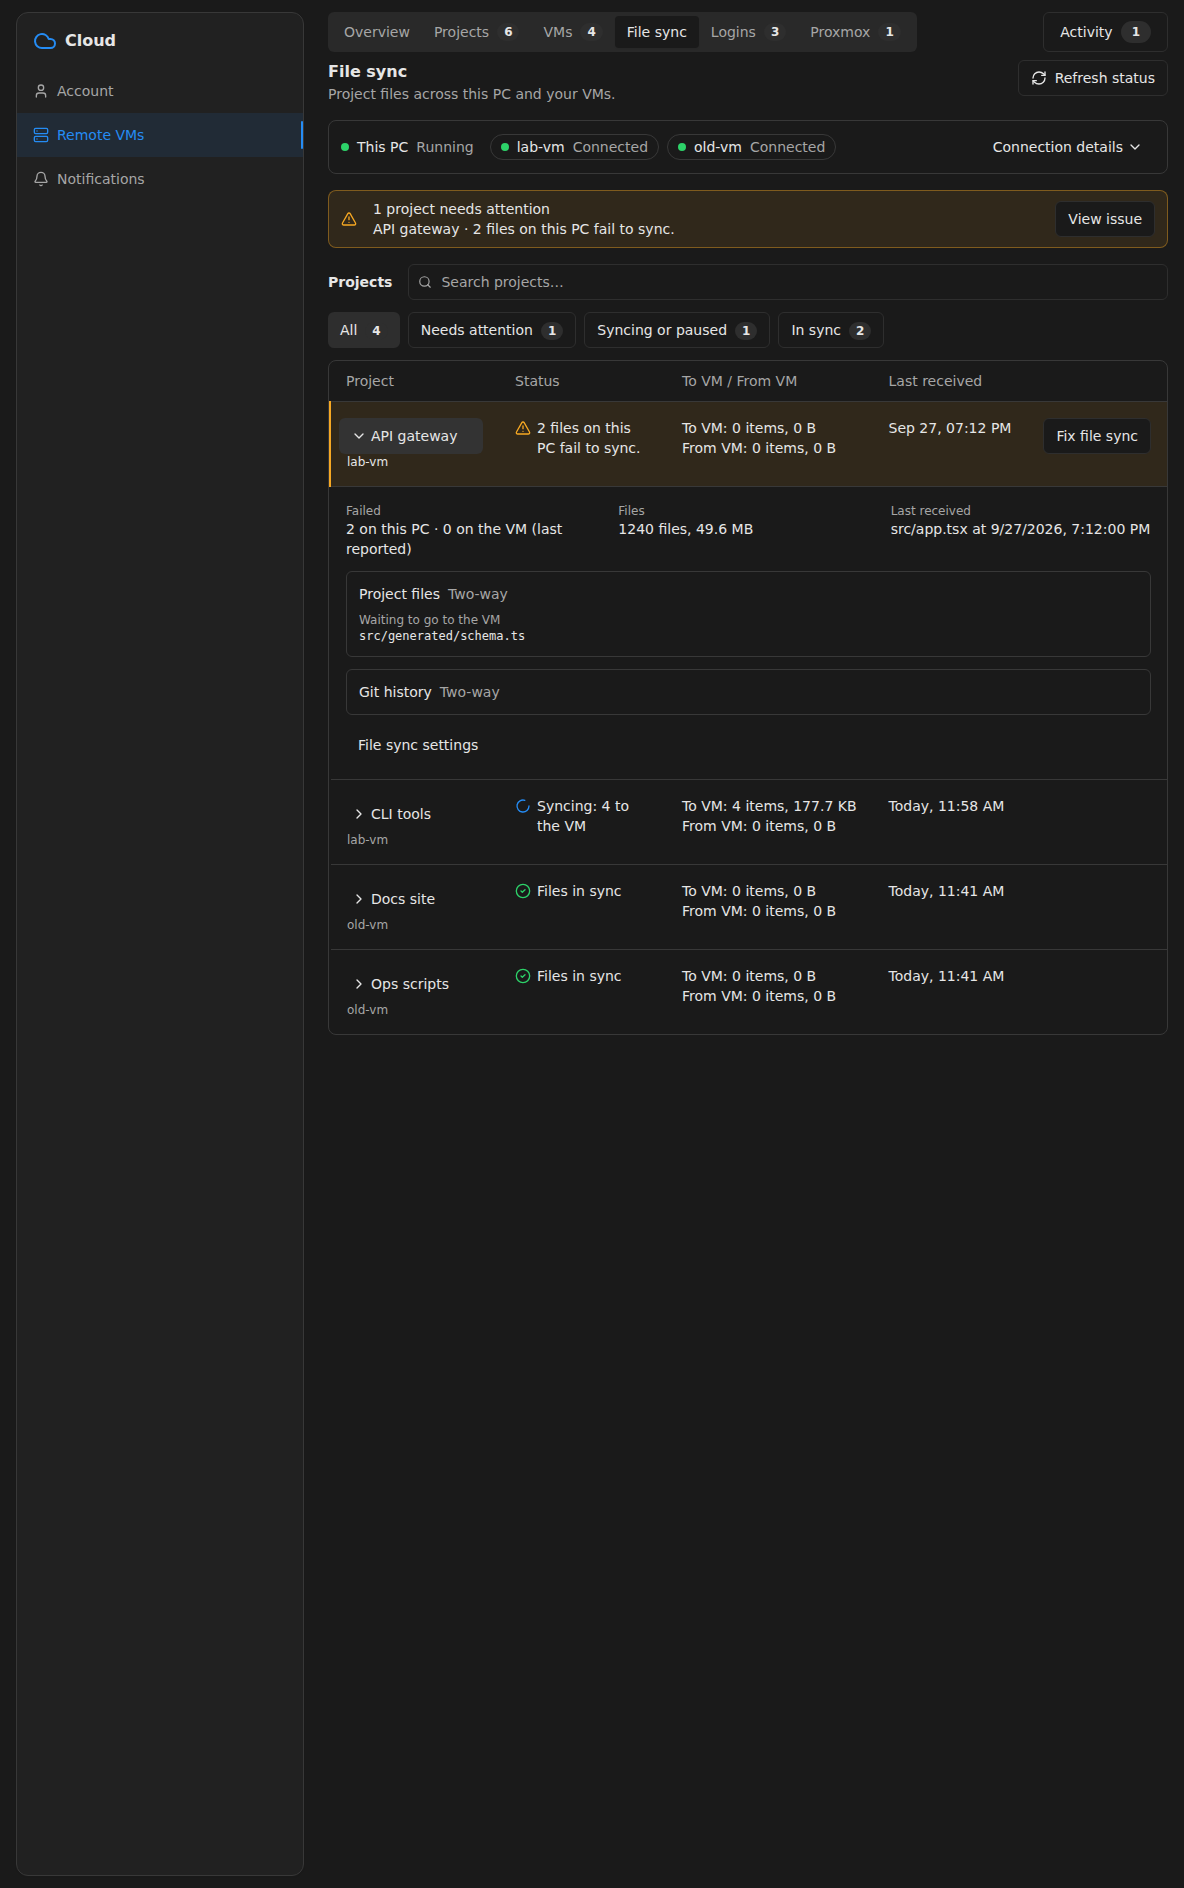 Cloud
Account
Remote VMs
Notifications
Overview Projects 6 VMs 4 File sync Logins 3 Proxmox 1 Activity 1
File sync
Project files across this PC and your VMs.
Refresh status
This PC Running lab-vm Connected old-vm Connected Connection details
1 project needs attention
API gateway · 2 files on this PC fail to sync.
View issue
Projects Search projects...
All 4 Needs attention 1 Syncing or paused 1 In sync 2
Project Status To VM / From VM Last received
API gateway
lab-vm
2 files on this
PC fail to sync.
To VM: 0 items, 0 B
From VM: 0 items, 0 B
Sep 27, 07:12 PM
Fix file sync
Failed
2 on this PC · 0 on the VM (last
reported)
Files
1240 files, 49.6 MB
Last received
src/app.tsx at 9/27/2026, 7:12:00 PM
Project files Two-way
Waiting to go to the VM
src/generated/schema.ts
Git history Two-way
File sync settings
CLI tools
lab-vm
Syncing: 4 to
the VM
To VM: 4 items, 177.7 KB
From VM: 0 items, 0 B
Today, 11:58 AM
Docs site
old-vm
Files in sync
To VM: 0 items, 0 B
From VM: 0 items, 0 B
Today, 11:41 AM
Ops scripts
old-vm
Files in sync
To VM: 0 items, 0 B
From VM: 0 items, 0 B
Today, 11:41 AM